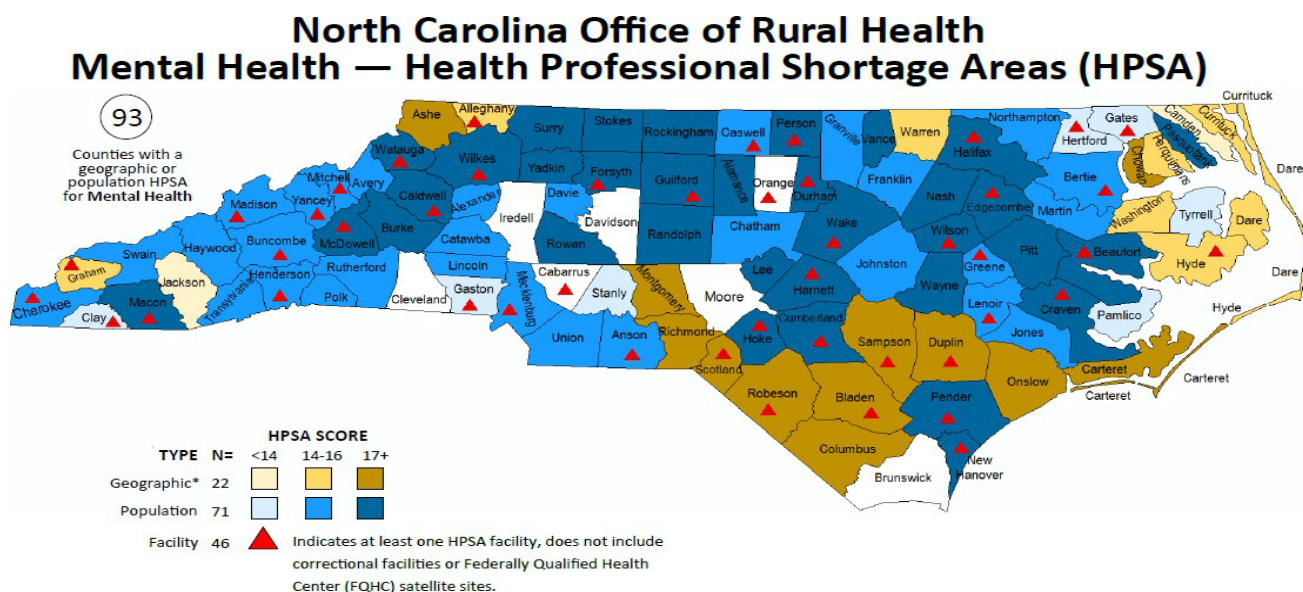 North Carolina Office of Rural Health
Mental Health — Health Professional Shortage Areas (HPSA)
93
Counties with a
geographic or
population HPSA
for Mental Health
Currituck
Ashe
Alleghany
Surry
Stokes
Rockingham
Caswell
Person
Granville
Vance
Warren
Northampton
Hertford
Gates
Camden
Currituck
Pasquotank
Perquimans
Chowan
Halifax
Watauga
Wilkes
Yadkin
Forsyth
Guilford
Alamance
Orange
Durham
Franklin
Nash
Edgecombe
Bertie
Martin
Washington
Tyrrell
Dare
Dare
Mitchell
Avery
Yancey
Madison
Caldwell
Alexander
Iredell
Davie
Davidson
Randolph
Chatham
Wake
Wilson
Pitt
Beaufort
Hyde
Dare
Swain
Haywood
Buncombe
McDowell
Burke
Catawba
Rowan
Lee
Harnett
Johnston
Greene
Wayne
Graham
Jackson
Henderson
Rutherford
Lincoln
Cabarrus
Stanly
Montgomery
Moore
Lenoir
Craven
Pamlico
Hyde
Cherokee
Macon
Clay
Transylvania
Polk
Cleveland
Gaston
Mecklenburg
Union
Anson
Richmond
Scotland
Hoke
Cumberland
Sampson
Duplin
Jones
Onslow
Carteret
Carteret
Carteret
Robeson
Bladen
Pender
Columbus
Brunswick
New
Hanover
HPSA SCORE
TYPE N= <14 14-16 17+
Geographic* 22
Population 71
Facility 46 Indicates at least one HPSA facility, does not include
correctional facilities or Federally Qualified Health
Center (FQHC) satellite sites.